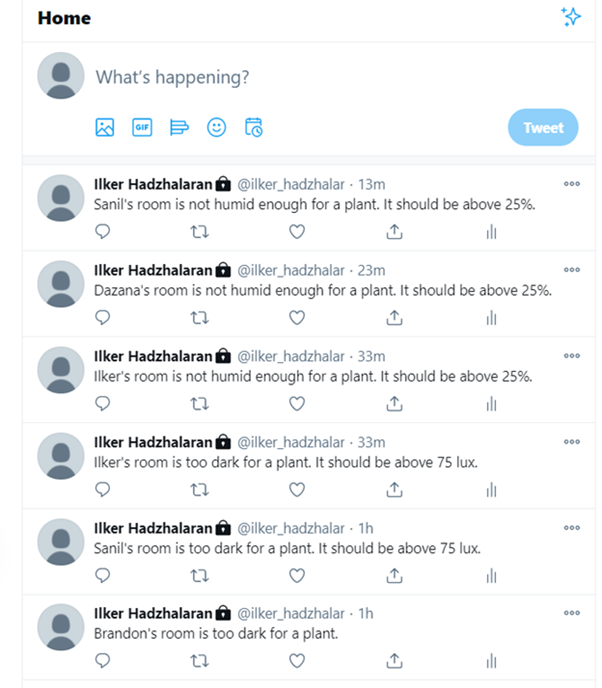 Home
What's happening?
GIF
Tweet
Ilker Hadzhalaran @ilker_hadzhalar · 13m
Sanil's room is not humid enough for a plant. It should be above 25%.
Ilker Hadzhalaran @ilker_hadzhalar · 23m
Dazana's room is not humid enough for a plant. It should be above 25%.
Ilker Hadzhalaran @ilker_hadzhalar · 33m
Ilker's room is not humid enough for a plant. It should be above 25%.
Ilker Hadzhalaran @ilker_hadzhalar · 33m
Ilker's room is too dark for a plant. It should be above 75 lux.
Ilker Hadzhalaran @ilker_hadzhalar · 1h
Sanil's room is too dark for a plant. It should be above 75 lux.
Ilker Hadzhalaran @ilker_hadzhalar · 1h
Brandon's room is too dark for a plant.